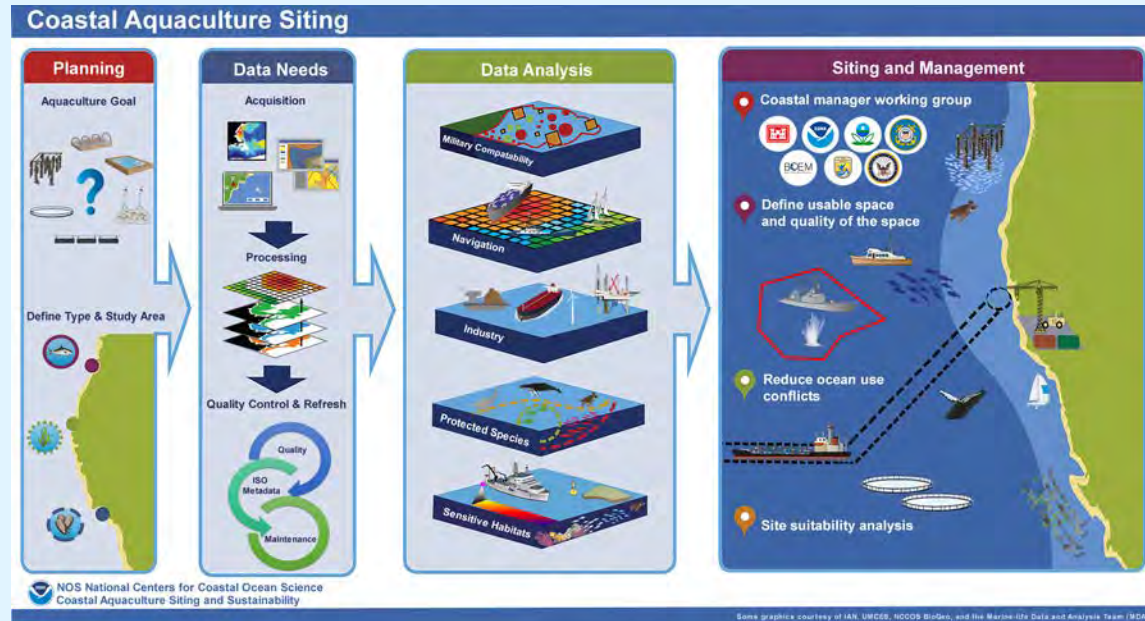 Coastal Aquaculture Siting
Planning
Aquaculture Goal
?
Define Type & Study Area
Data Needs
Acquisition
Processing
Quality Control & Refresh
Quality
ISO
Metadata
Maintenance
Data Analysis
Military Compatability
Navigation
Industry
Protected Species
Sensitive Habitats
Siting and Management
Coastal manager working group
BOEM
Define usable space
and quality of the space
Reduce ocean use
conflicts
Site suitability analysis
NOS National Centers for Coastal Ocean Science
Coastal Aquaculture Siting and Sustainability
Some graphics courtesy of IAN, UMCES, NCCOS BioGeo, and the Marine-life Data and Analysis Team (MDA